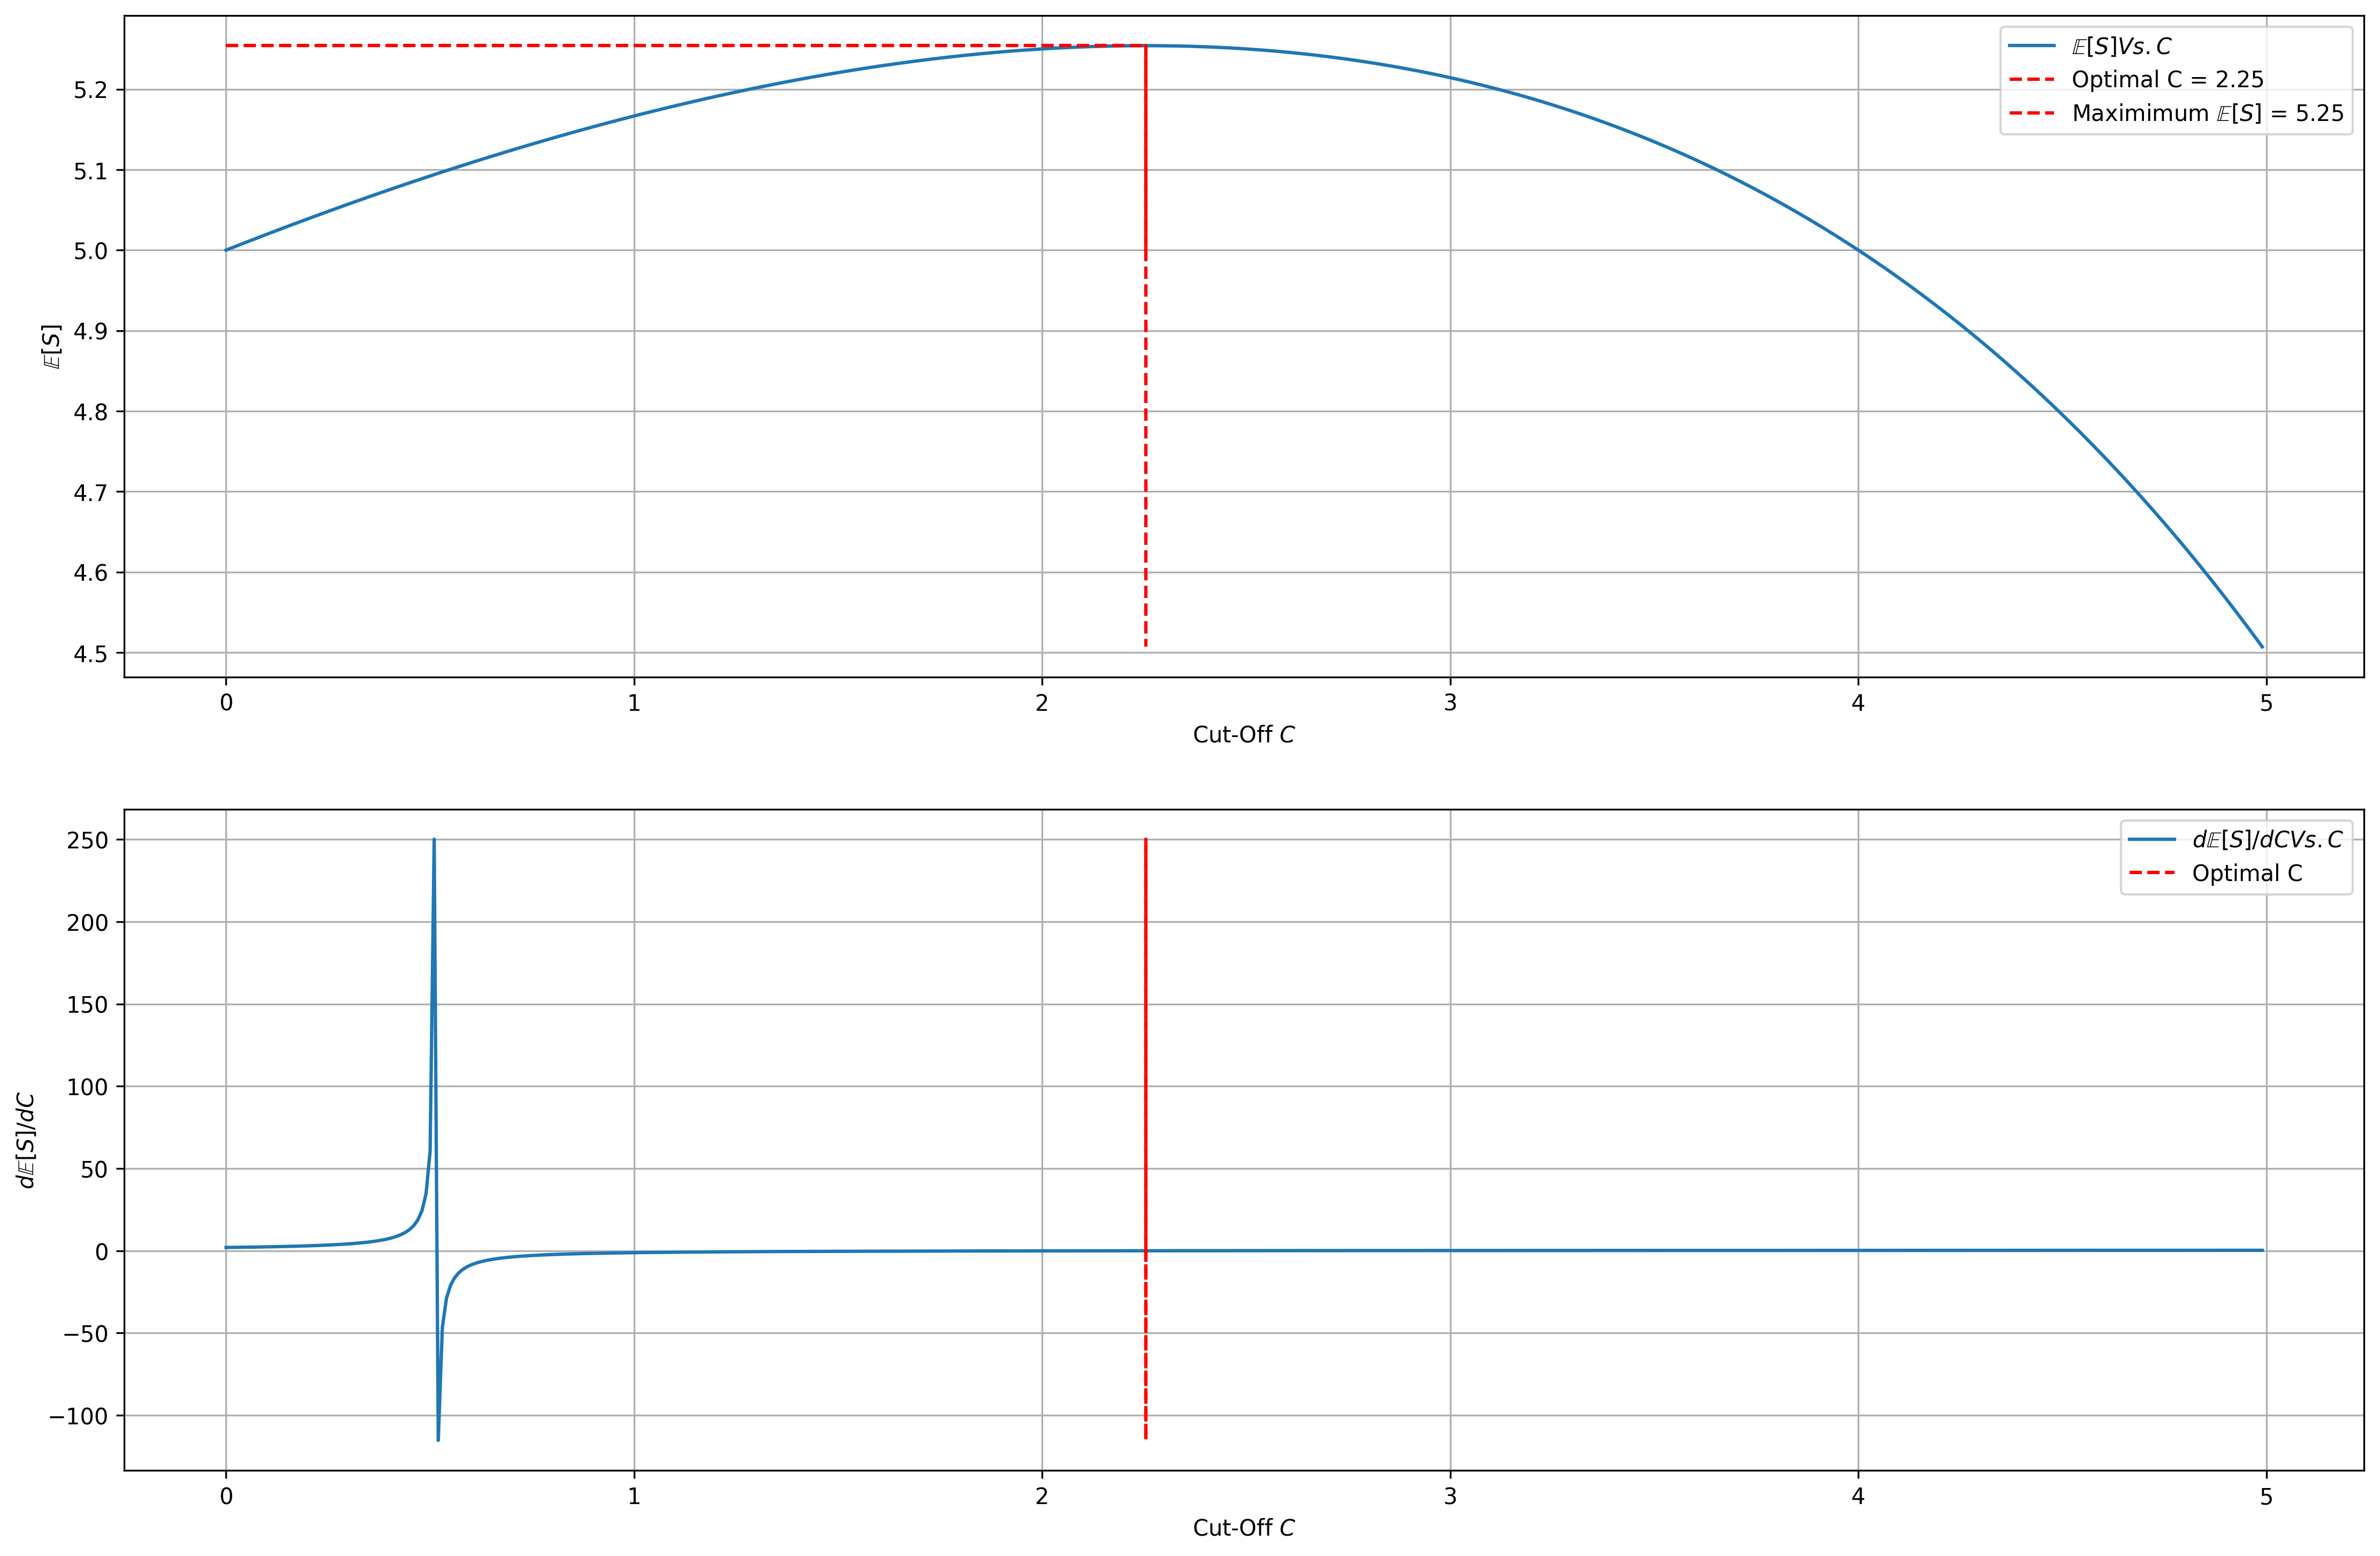 𝔼[S]Vs.C
Optimal C = 2.25
Maximimum 𝔼[S] = 5.25
5.2
5.1
5.0
4.9
4.8
4.7
4.6
4.5
𝔼[S]
0 1 2 3 4 5
Cut-Off C
d𝔼[S]/dCVs.C
Optimal C
250
200
150
100
50
0
−50
−100
d𝔼[S]/dC
0 1 2 3 4 5
Cut-Off C